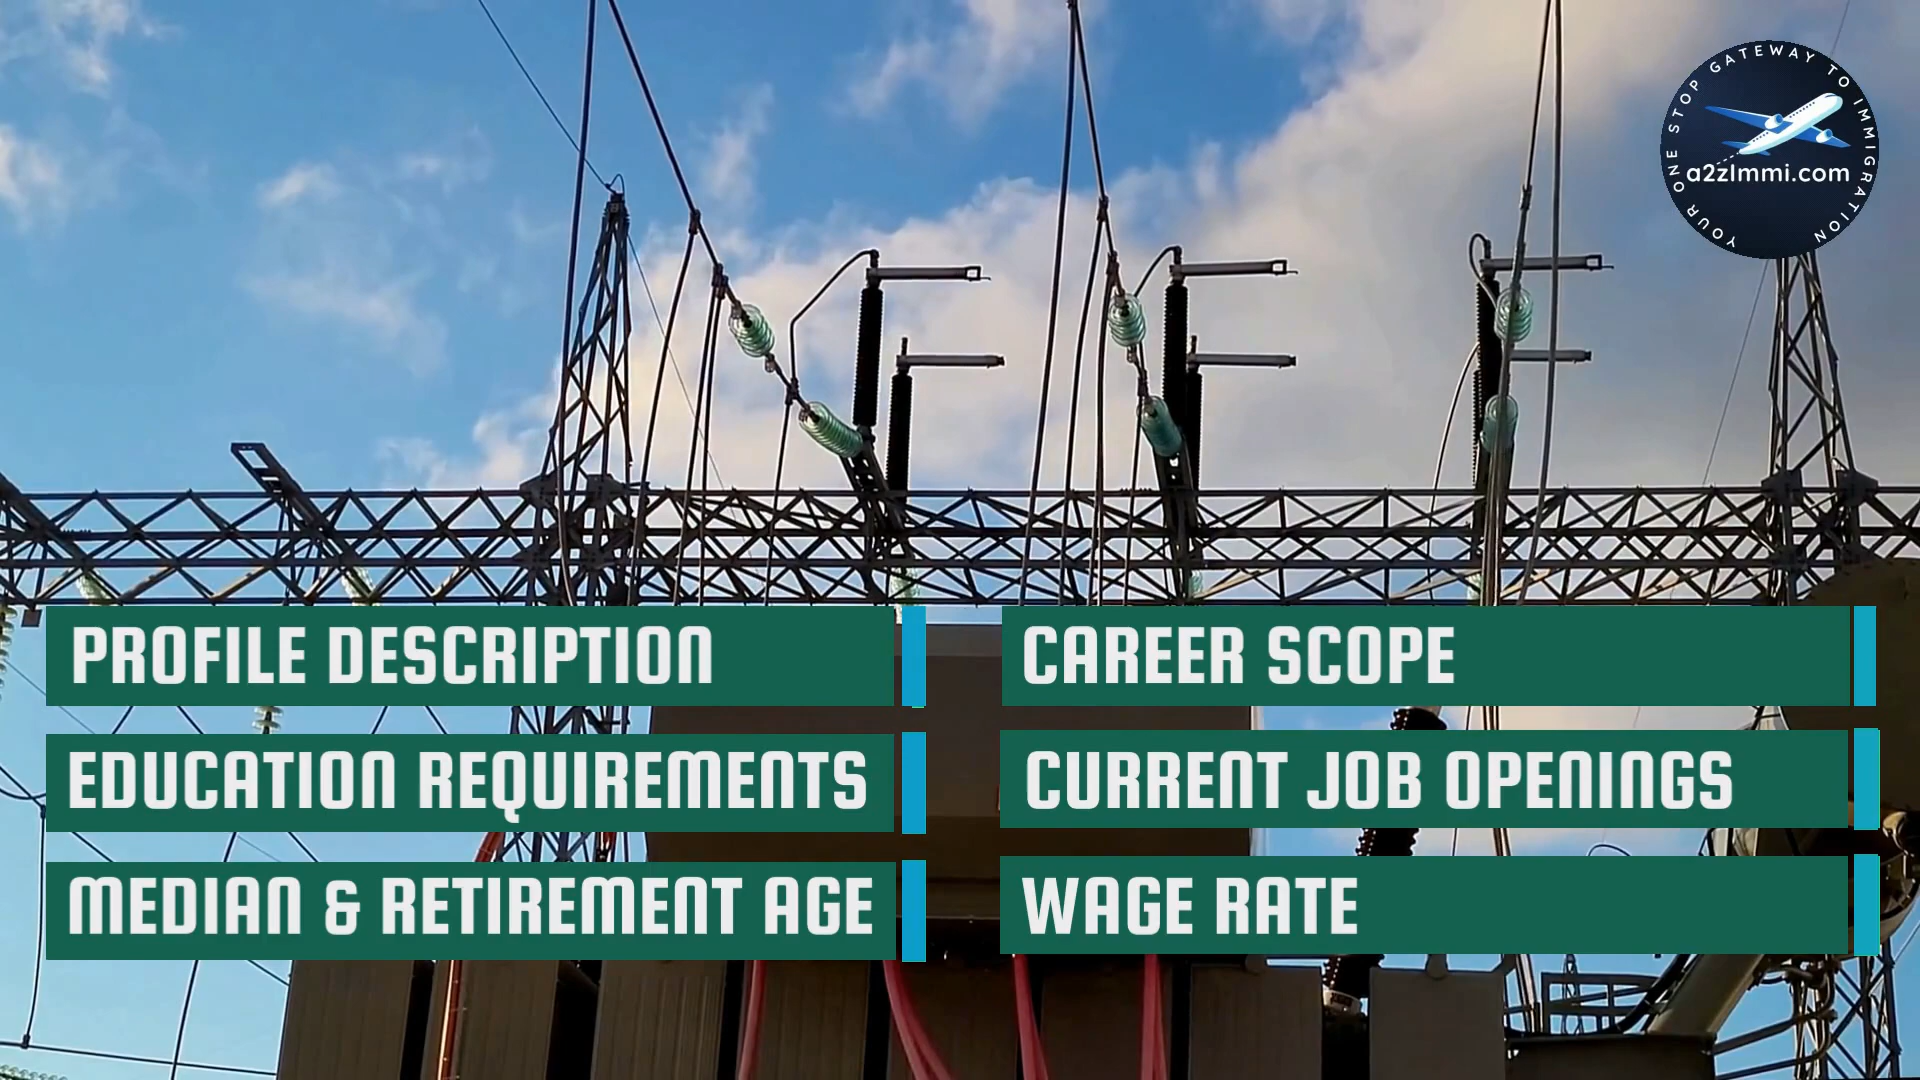 YOUR ONE STOP GATEWAY TO IMMIGRATION
a2zImmi.com
PROFILE DESCRIPTION
CAREER SCOPE
EDUCATION REQUIREMENTS
CURRENT JOB OPENINGS
MEDIAN & RETIREMENT AGE
WAGE RATE